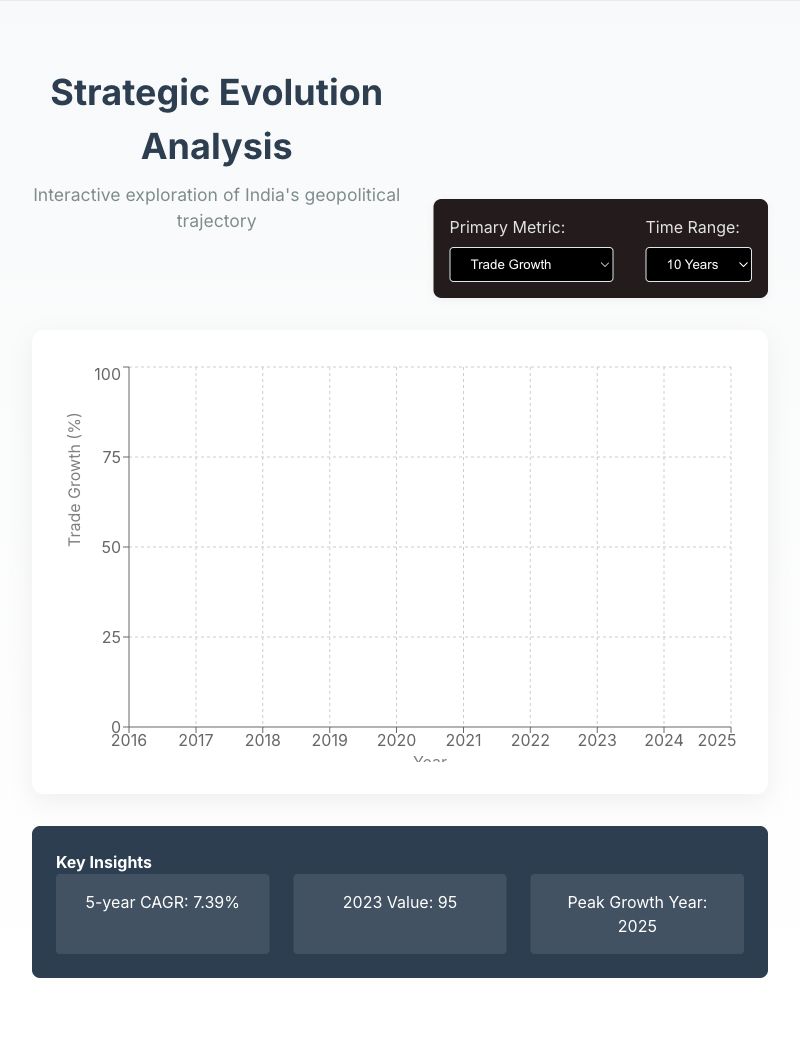 Strategic Evolution
Analysis
Interactive exploration of India's geopolitical
trajectory
Primary Metric:
Time Range:
Trade Growth
10 Years
100
75
50
25
0
Trade Growth (%)
2016
2017
2018
2019
2020
2021
2022
2023
2024
2025
Year
Key Insights
5-year CAGR: 7.39%
2023 Value: 95
Peak Growth Year:
2025